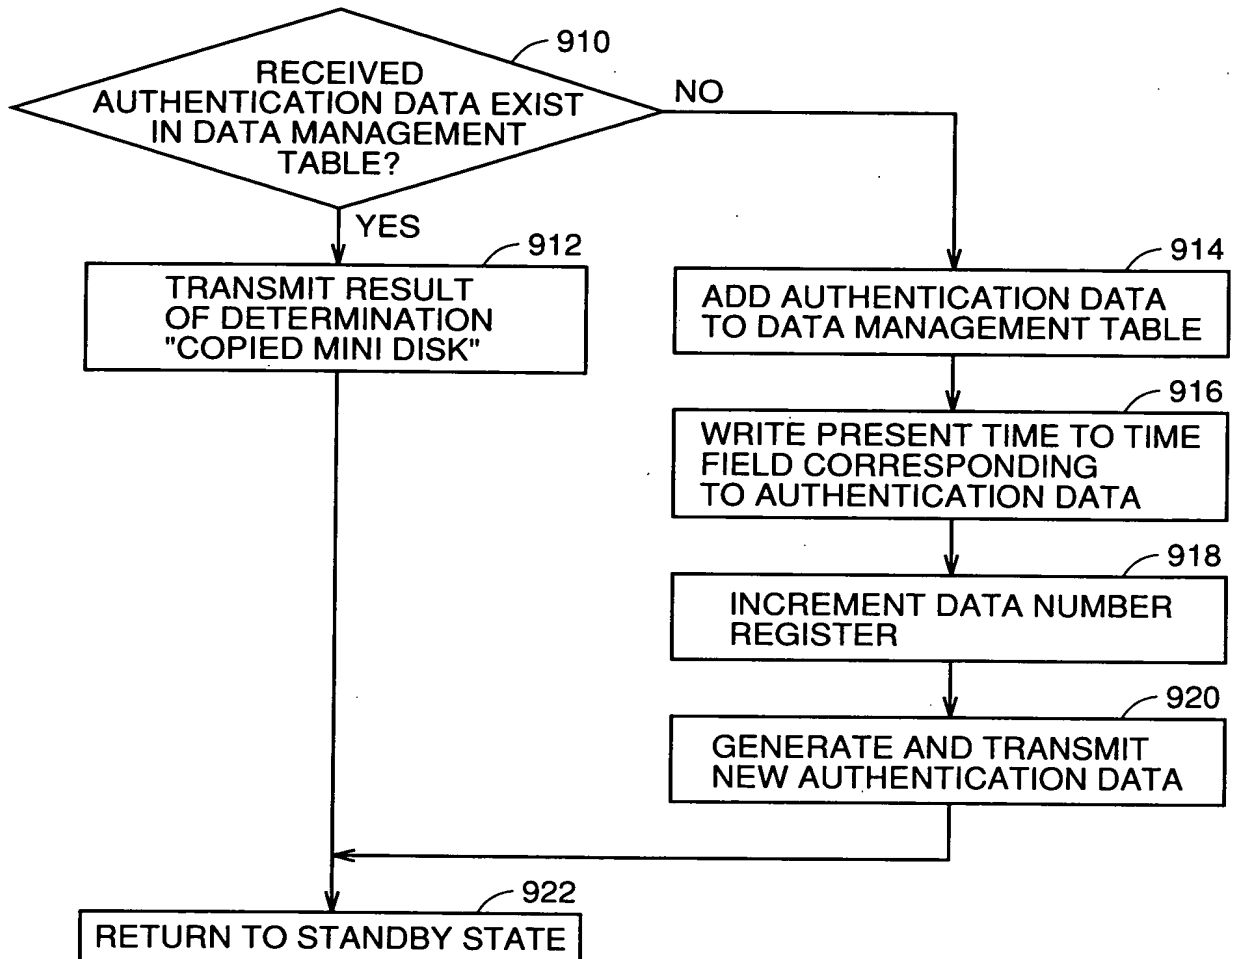 910
RECEIVED
AUTHENTICATION DATA EXIST
IN DATA MANAGEMENT
TABLE?
NO
YES
912
TRANSMIT RESULT
OF DETERMINATION
"COPIED MINI DISK"
914
ADD AUTHENTICATION DATA
TO DATA MANAGEMENT TABLE
916
WRITE PRESENT TIME TO TIME
FIELD CORRESPONDING
TO AUTHENTICATION DATA
918
INCREMENT DATA NUMBER
REGISTER
920
GENERATE AND TRANSMIT
NEW AUTHENTICATION DATA
922
RETURN TO STANDBY STATE